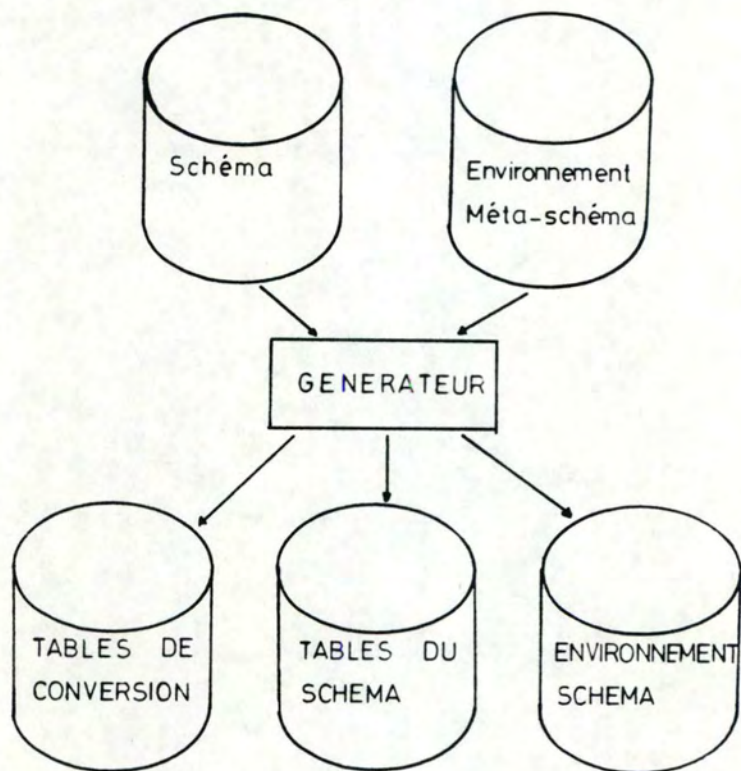 Schéma
Environnement
Méta-schéma
GENERATEUR
TABLES DE
CONVERSION
TABLES DU
SCHEMA
ENVIRONNEMENT
SCHEMA